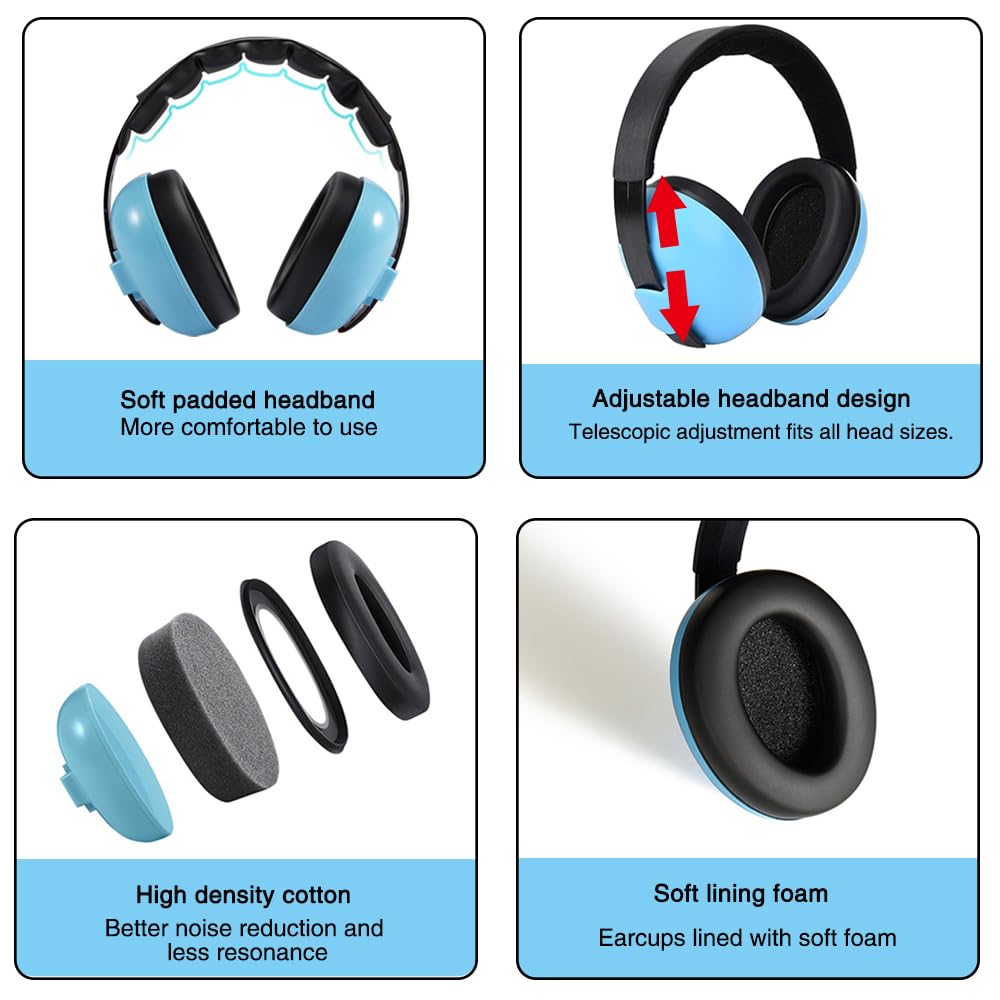 Soft padded headband
More comfortable to use
Adjustable headband design
Telescopic adjustment fits all head sizes.
High density cotton
Better noise reduction and
less resonance
Soft lining foam
Earcups lined with soft foam